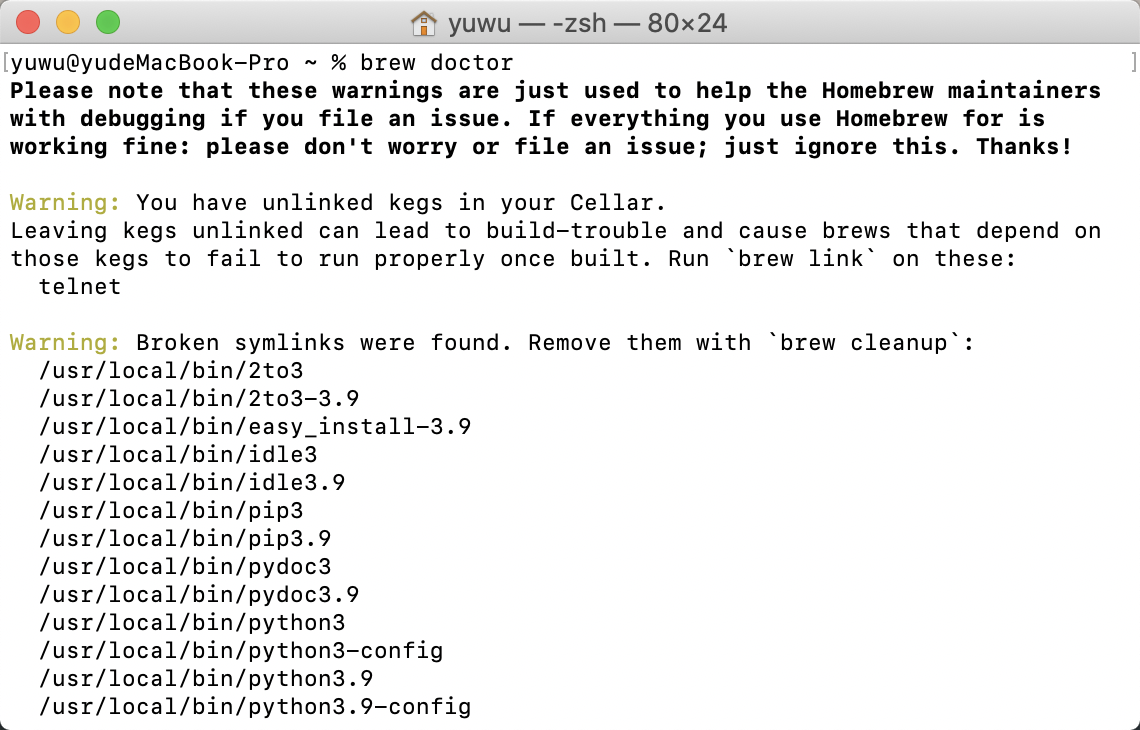 yuwu — -zsh — 80×24
[yuwu@yudeMacBook-Pro ~ % brew doctor ]
Please note that these warnings are just used to help the Homebrew maintainers
with debugging if you file an issue. If everything you use Homebrew for is
working fine: please don't worry or file an issue; just ignore this. Thanks!
Warning: You have unlinked kegs in your Cellar.
Leaving kegs unlinked can lead to build-trouble and cause brews that depend on
those kegs to fail to run properly once built. Run `brew link` on these:
  telnet
Warning: Broken symlinks were found. Remove them with `brew cleanup`:
  /usr/local/bin/2to3
  /usr/local/bin/2to3-3.9
  /usr/local/bin/easy_install-3.9
  /usr/local/bin/idle3
  /usr/local/bin/idle3.9
  /usr/local/bin/pip3
  /usr/local/bin/pip3.9
  /usr/local/bin/pydoc3
  /usr/local/bin/pydoc3.9
  /usr/local/bin/python3
  /usr/local/bin/python3-config
  /usr/local/bin/python3.9
  /usr/local/bin/python3.9-config